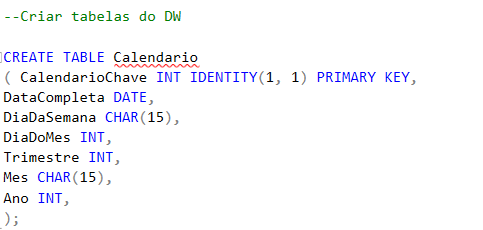 --Criar tabelas do DW
CREATE TABLE Calendario
( CalendarioChave INT IDENTITY(1, 1) PRIMARY KEY,
DataCompleta DATE,
DiaDaSemana CHAR(15),
DiaDoMes INT,
Trimestre INT,
Mes CHAR(15),
Ano INT,
);